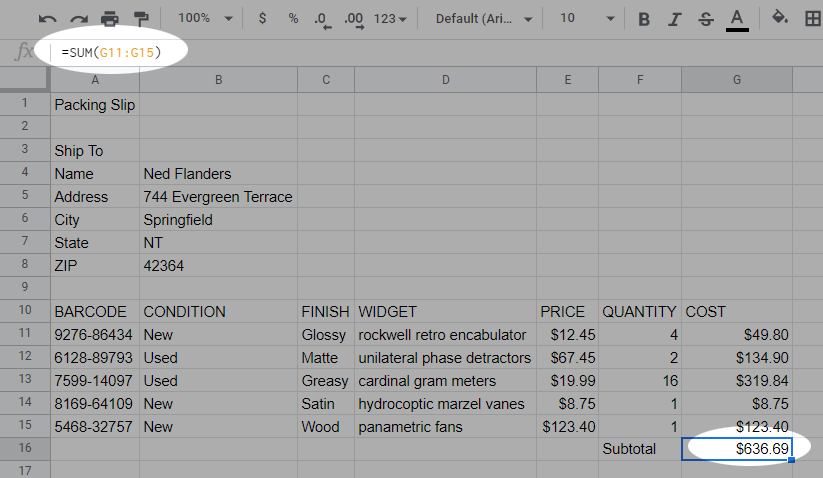 100% $ % .0 .00 123 Default (Ari... 10 B I S A
fx =SUM(G11:G15)
A B C D E F G
1 Packing Slip
2
3 Ship To
4 Name Ned Flanders
5 Address 744 Evergreen Terrace
6 City Springfield
7 State NT
8 ZIP 42364
9
10 BARCODE CONDITION FINISH WIDGET PRICE QUANTITY COST
11 9276-86434 New Glossy rockwell retro encabulator $12.45 4 $49.80
12 6128-89793 Used Matte unilateral phase detractors $67.45 2 $134.90
13 7599-14097 Used Greasy cardinal gram meters $19.99 16 $319.84
14 8169-64109 New Satin hydrocoptic marzel vanes $8.75 1 $8.75
15 5468-32757 New Wood panametric fans $123.40 1 $123.40
16 Subtotal $636.69
17